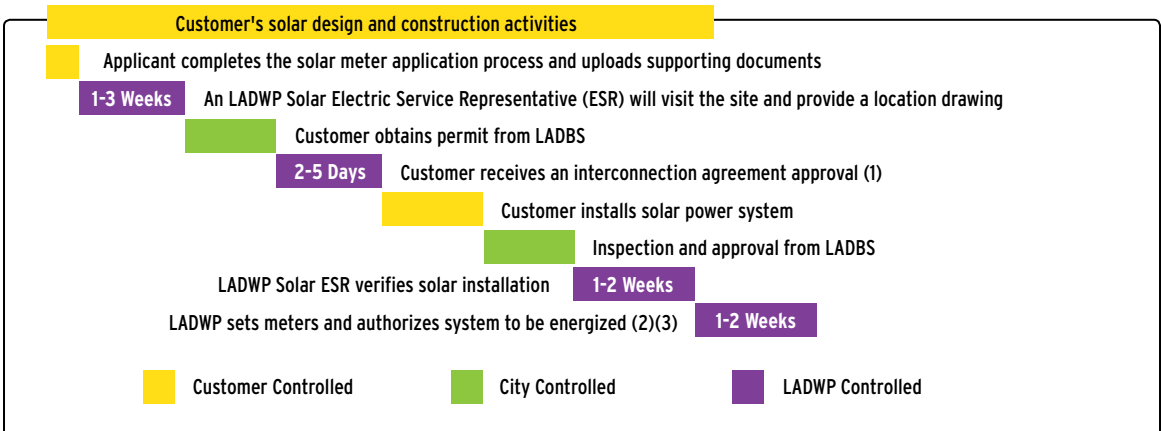 Customer's solar design and construction activities
Applicant completes the solar meter application process and uploads supporting documents
1-3 Weeks An LADWP Solar Electric Service Representative (ESR) will visit the site and provide a location drawing
Customer obtains permit from LADBS
2-5 Days Customer receives an interconnection agreement approval (1)
Customer installs solar power system
Inspection and approval from LADBS
LADWP Solar ESR verifies solar installation 1-2 Weeks
LADWP sets meters and authorizes system to be energized (2)(3) 1-2 Weeks
Customer Controlled City Controlled LADWP Controlled